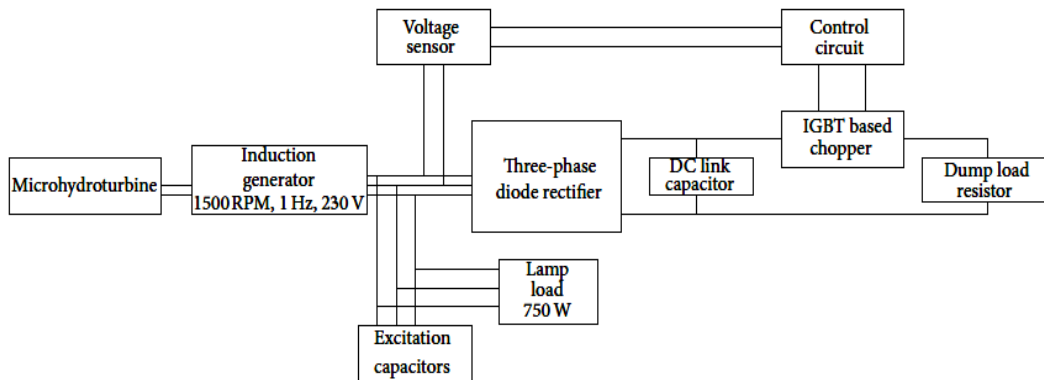 Voltage
sensor
Control
circuit
Microhydroturbine
Induction
generator
1500 RPM, 1 Hz, 230 V
Three-phase
diode rectifier
DC link
capacitor
IGBT based
chopper
Dump load
resistor
Lamp
load
750 W
Excitation
capacitors